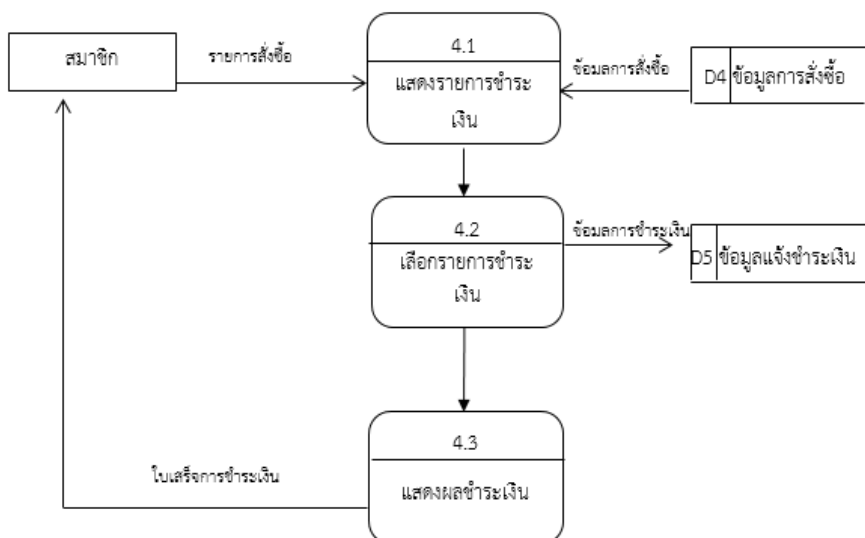 สมาชิก
รายการสั่งซื้อ
4.1
แสดงรายการชำระ
เงิน
ข้อมูลการสั่งซื้อ
D4 ข้อมูลการสั่งซื้อ
4.2
เลือกรายการชำระ
เงิน
ข้อมูลการชำระเงิน
D5 ข้อมูลแจ้งชำระเงิน
4.3
แสดงผลชำระเงิน
ใบเสร็จการชำระเงิน